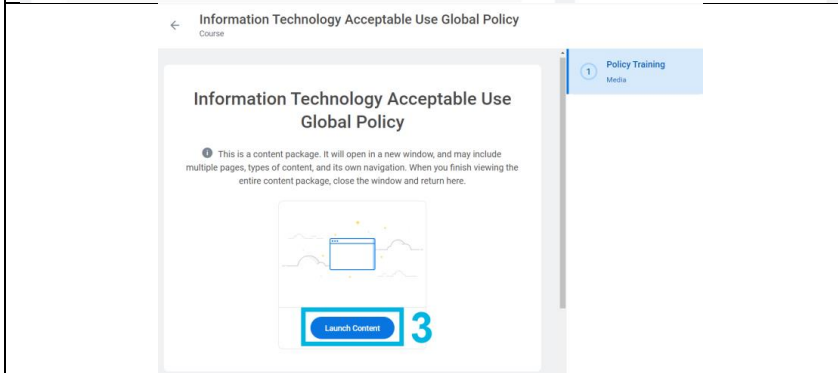 Information Technology Acceptable Use Global Policy
Course
1
Policy Training
Media
Information Technology Acceptable Use
Global Policy
This is a content package. It will open in a new window, and may include
multiple pages, types of content, and its own navigation. When you finish viewing the
entire content package, close the window and return here.
Launch Content
3